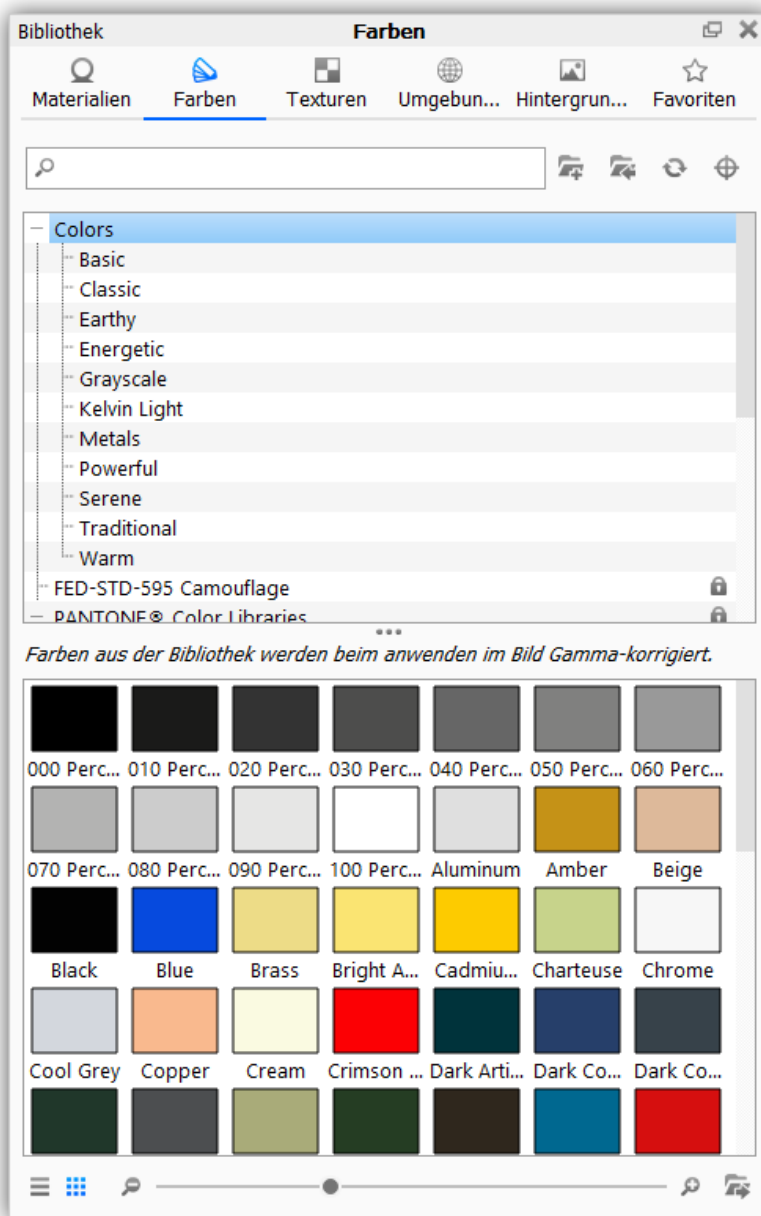 Bibliothek Farben
Materialien Farben Texturen Umgebun... Hintergrun... Favoriten
Colors
Basic
Classic
Earthy
Energetic
Grayscale
Kelvin Light
Metals
Powerful
Serene
Traditional
Warm
FED-STD-595 Camouflage
PANTONE® Color Libraries
Farben aus der Bibliothek werden beim anwenden im Bild Gamma-korrigiert.
000 Perc... 010 Perc... 020 Perc... 030 Perc... 040 Perc... 050 Perc... 060 Perc...
070 Perc... 080 Perc... 090 Perc... 100 Perc... Aluminum Amber Beige
Black Blue Brass Bright A... Cadmiu... Charteuse Chrome
Cool Grey Copper Cream Crimson ... Dark Arti... Dark Co... Dark Co...